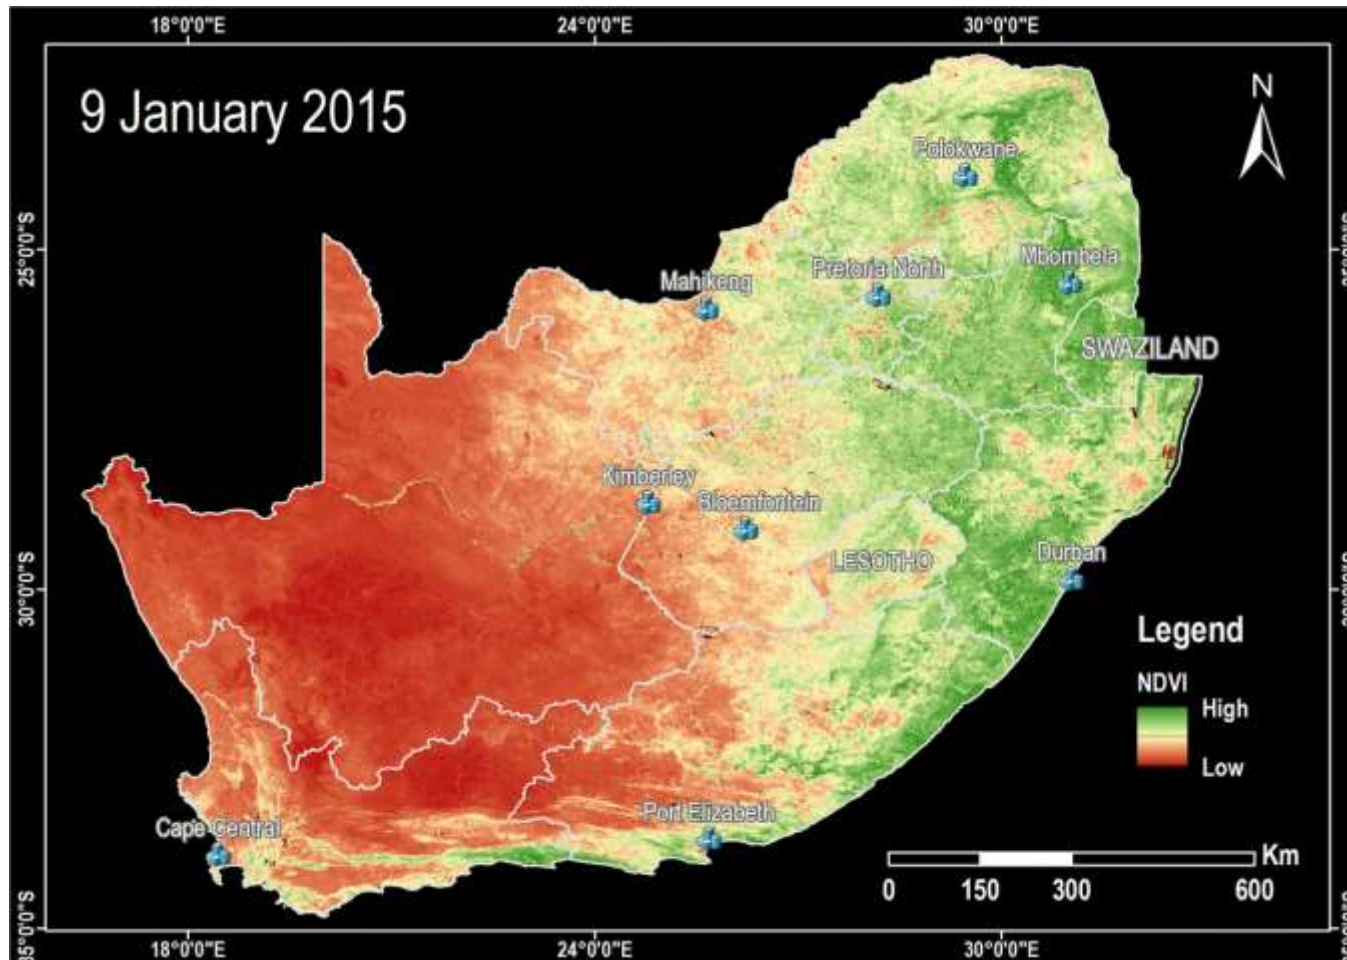 18°0'0"E 24°0'0"E 30°0'0"E
9 January 2015
N
Polokwane
25°0'0"S
Mbombela
Pretoria North
Mahikeng
SWAZILAND
Kimberley
Bloemfontein
LESOTHO
Durban
30°0'0"S
Legend
NDVI
High
Low
Port Elizabeth
Cape Central
Km
0 150 300 600
35°0'0"S
18°0'0"E 24°0'0"E 30°0'0"E